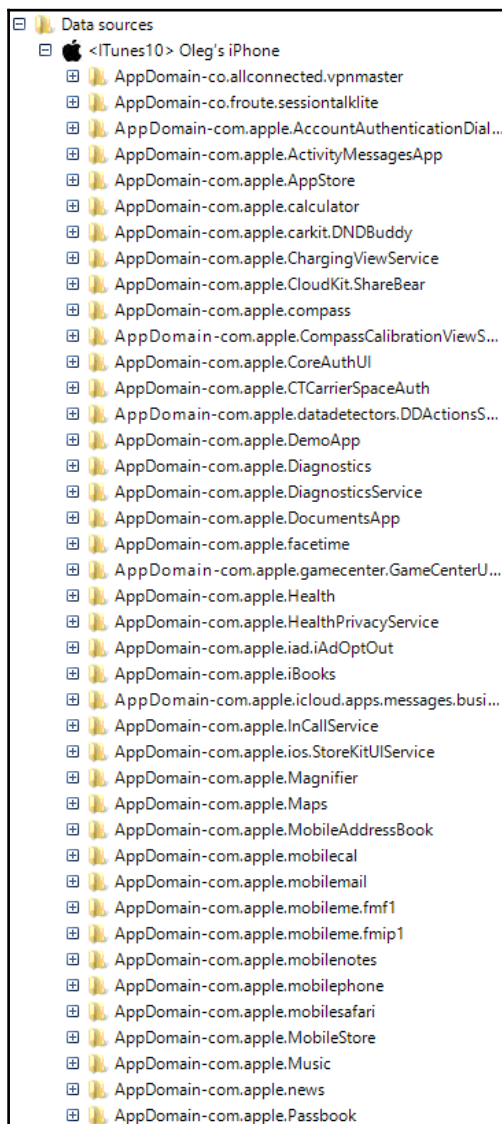 Data sources
<ITunes10> Oleg's iPhone
AppDomain-co.allconnected.vpnmaster
AppDomain-co.froute.sessiontalklite
AppDomain-com.apple.AccountAuthenticationDial...
AppDomain-com.apple.ActivityMessagesApp
AppDomain-com.apple.AppStore
AppDomain-com.apple.calculator
AppDomain-com.apple.carkit.DNDBuddy
AppDomain-com.apple.ChargingViewService
AppDomain-com.apple.CloudKit.ShareBear
AppDomain-com.apple.compass
AppDomain-com.apple.CompassCalibrationViewS...
AppDomain-com.apple.CoreAuthUI
AppDomain-com.apple.CTCarrierSpaceAuth
AppDomain-com.apple.datadetectors.DDActionsS...
AppDomain-com.apple.DemoApp
AppDomain-com.apple.Diagnostics
AppDomain-com.apple.DiagnosticsService
AppDomain-com.apple.DocumentsApp
AppDomain-com.apple.facetime
AppDomain-com.apple.gamecenter.GameCenterU...
AppDomain-com.apple.Health
AppDomain-com.apple.HealthPrivacyService
AppDomain-com.apple.iad.iAdOptOut
AppDomain-com.apple.iBooks
AppDomain-com.apple.icloud.apps.messages.busi...
AppDomain-com.apple.InCallService
AppDomain-com.apple.ios.StoreKitUIService
AppDomain-com.apple.Magnifier
AppDomain-com.apple.Maps
AppDomain-com.apple.MobileAddressBook
AppDomain-com.apple.mobilecal
AppDomain-com.apple.mobilemail
AppDomain-com.apple.mobileme.fmf1
AppDomain-com.apple.mobileme.fmip1
AppDomain-com.apple.mobilenotes
AppDomain-com.apple.mobilephone
AppDomain-com.apple.mobilesafari
AppDomain-com.apple.MobileStore
AppDomain-com.apple.Music
AppDomain-com.apple.news
AppDomain-com.apple.Passbook